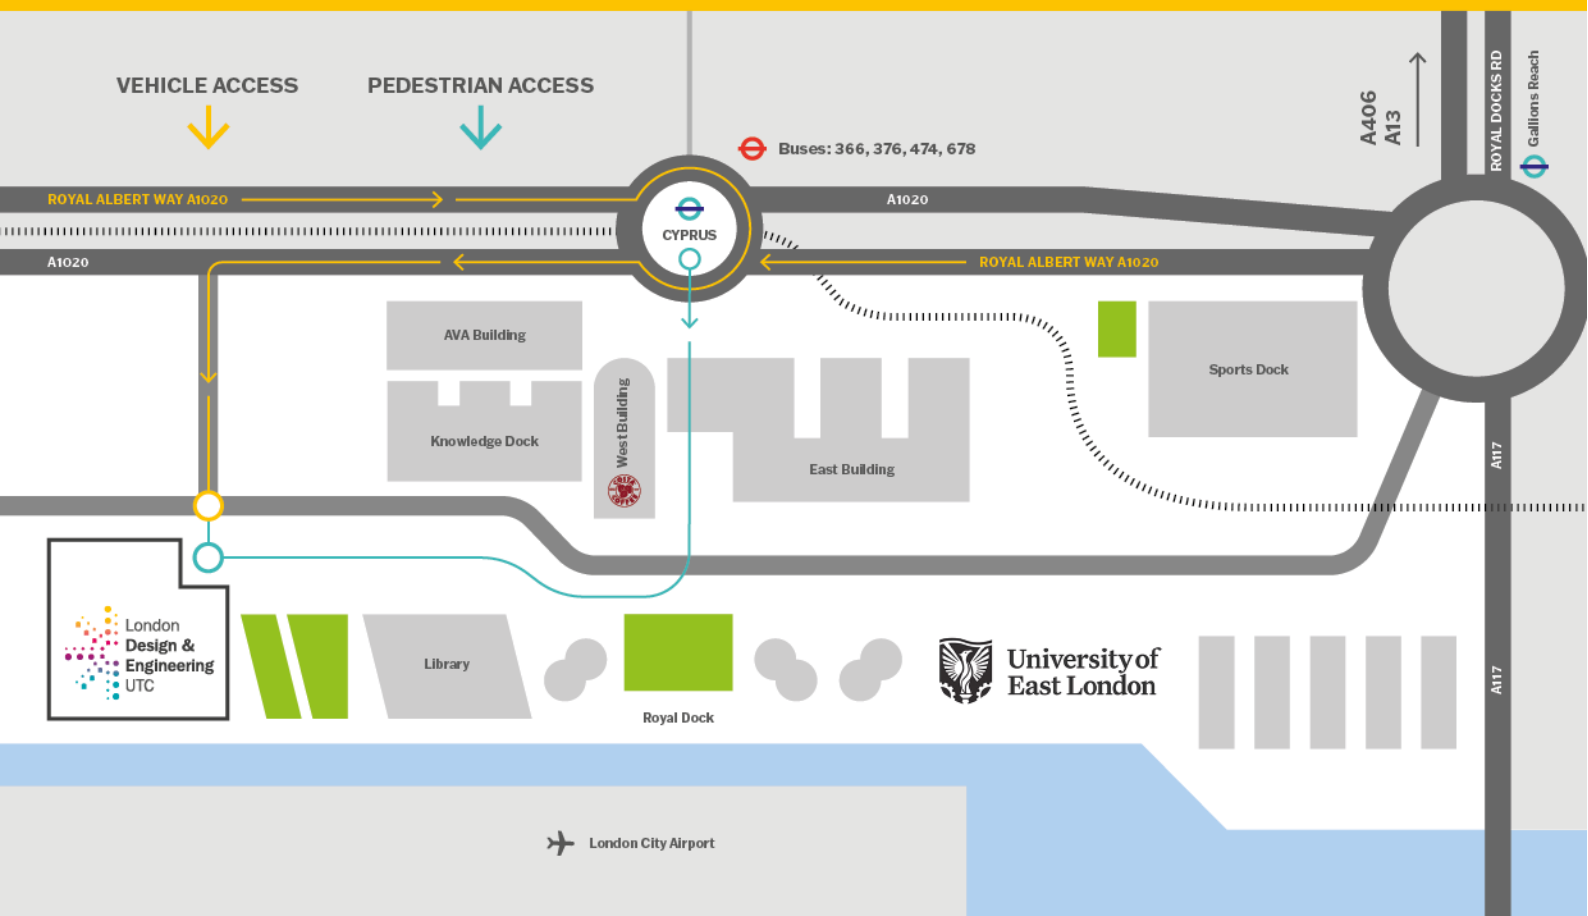 VEHICLE ACCESS
PEDESTRIAN ACCESS
A406
A13
ROYAL DOCKS RD
Gallions Reach
Buses: 366, 376, 474, 678
ROYAL ALBERT WAY A1020
A1020
CYPRUS
A1020
ROYAL ALBERT WAY A1020
AVA Building
Sports Dock
West Building
Knowledge Dock
East Building
A117
COSTA
COFFEE
London
Design &
Engineering
UTC
Library
University of
East London
A117
Royal Dock
London City Airport